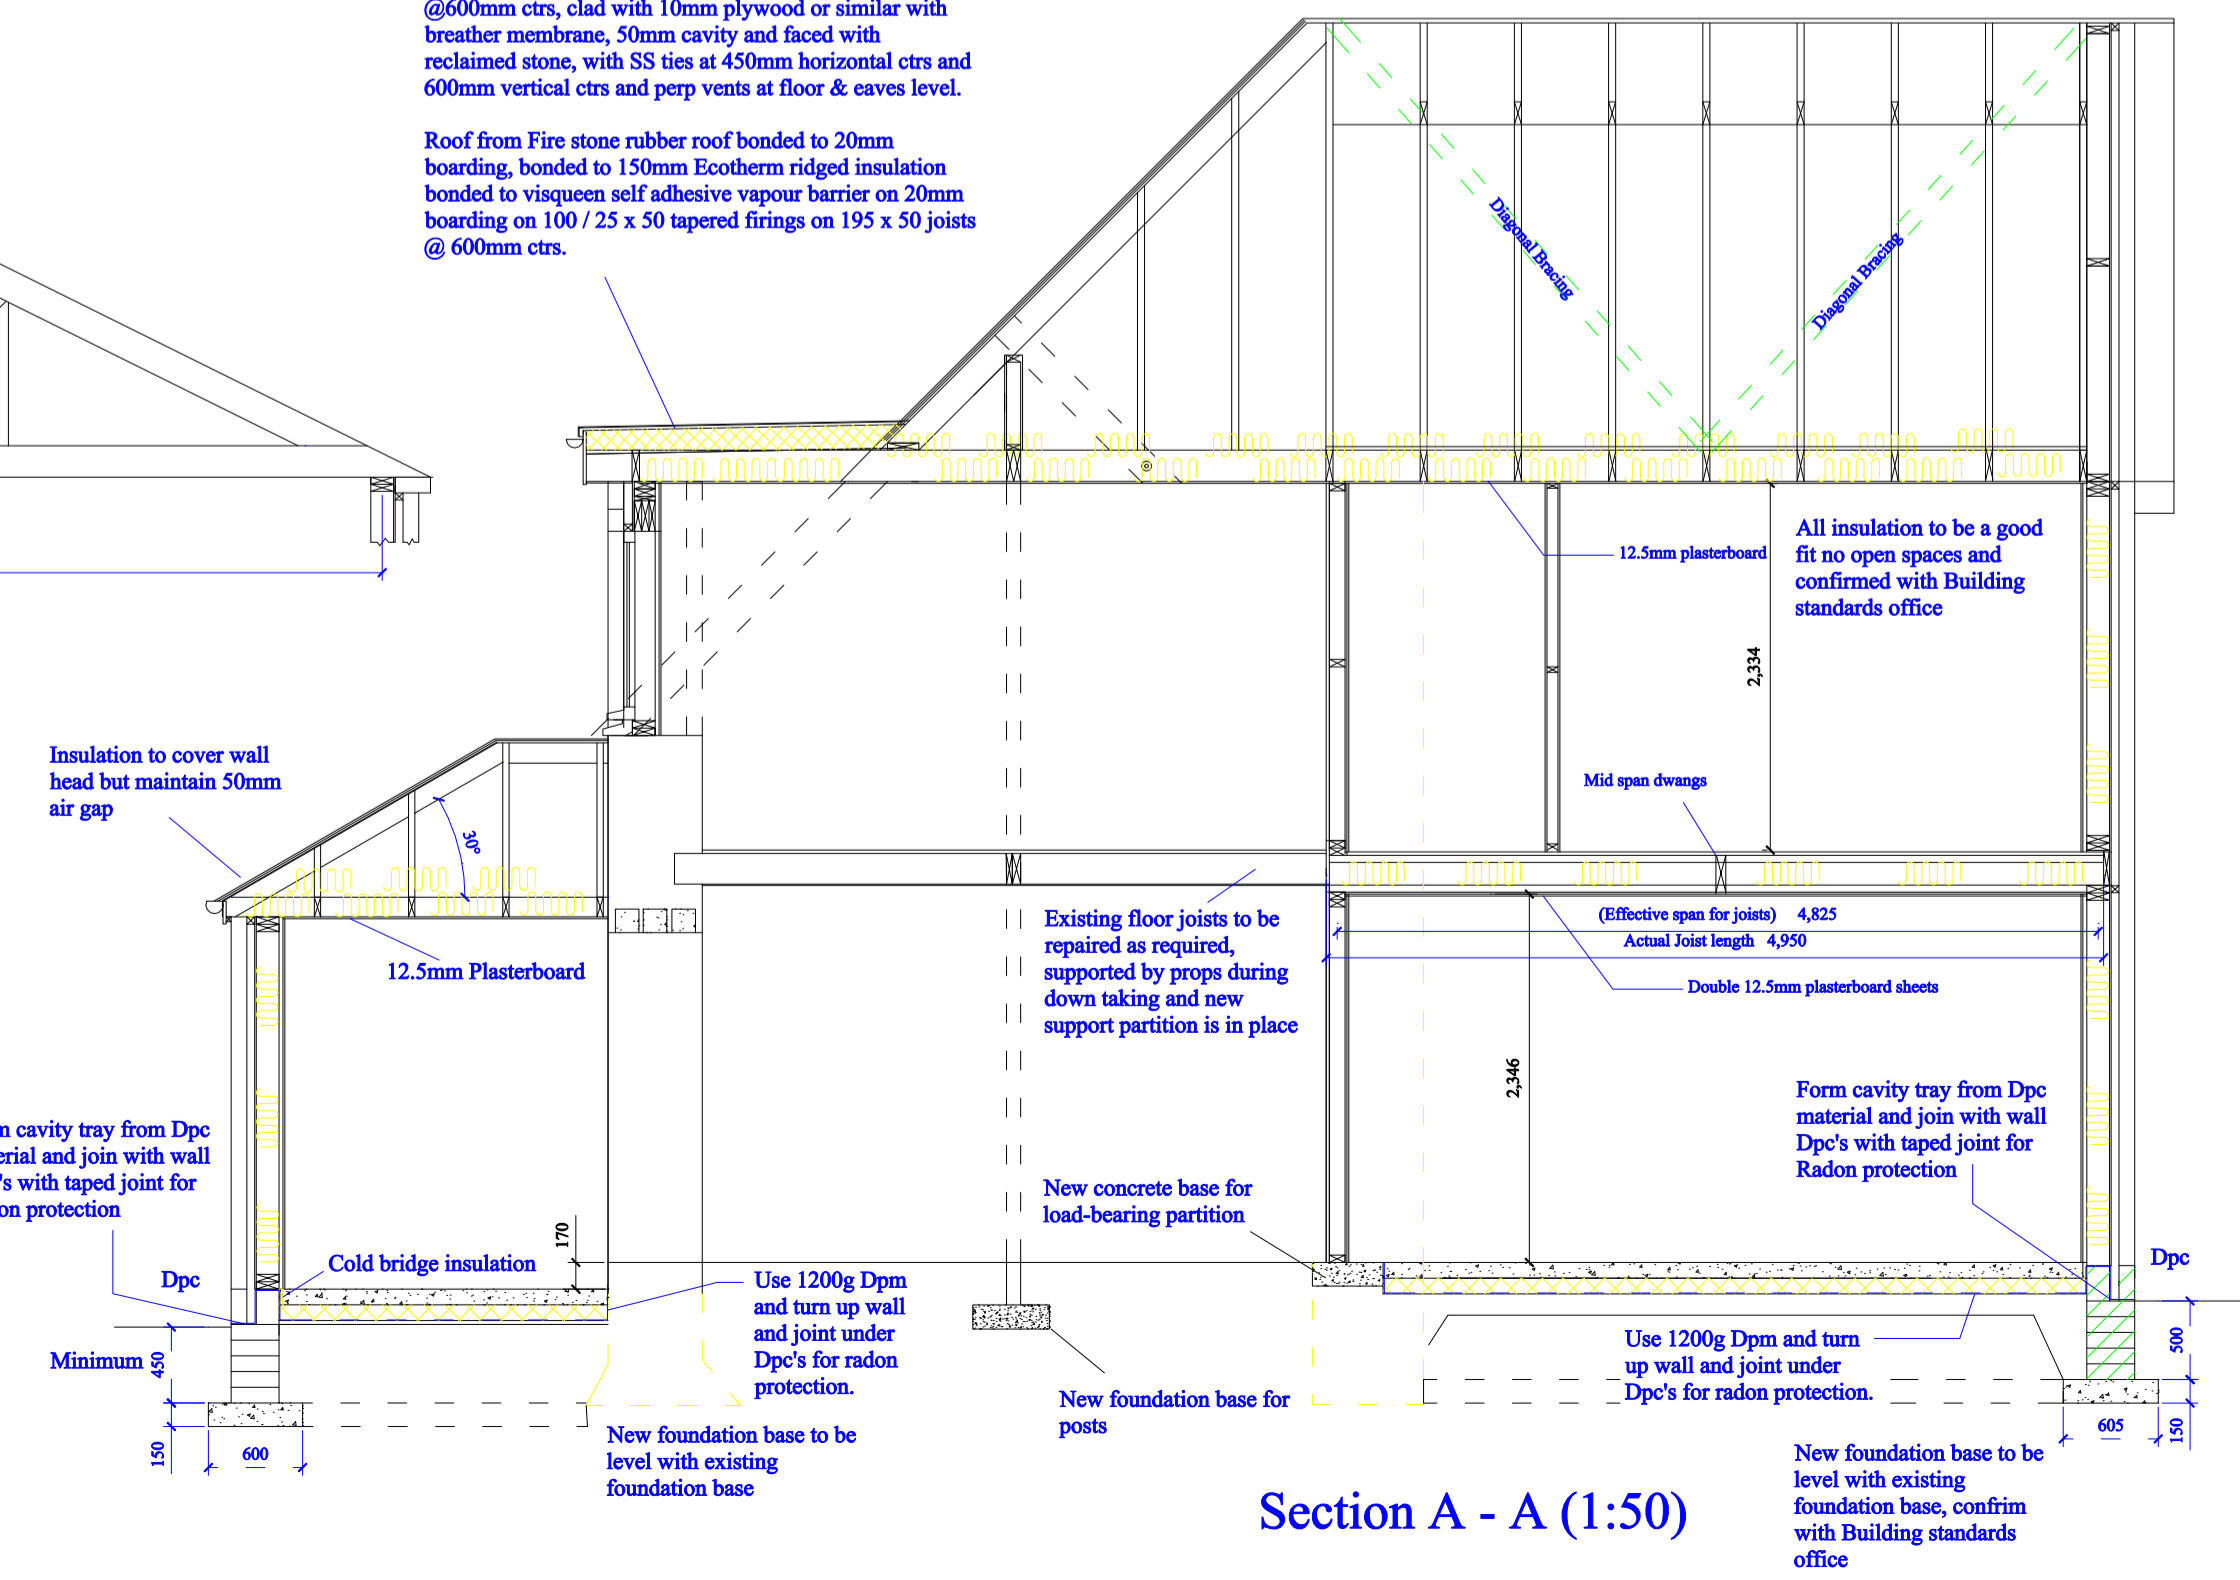 @600mm ctrs, clad with 10mm plywood or similar with
breather membrane, 50mm cavity and faced with
reclaimed stone, with SS ties at 450mm horizontal ctrs and
600mm vertical ctrs and perp vents at floor & eaves level.
Roof from Fire stone rubber roof bonded to 20mm
boarding, bonded to 150mm Ecotherm ridged insulation
bonded to visqueen self adhesive vapour barrier on 20mm
boarding on 100 / 25 x 50 tapered firings on 195 x 50 joists
@ 600mm ctrs.
Diagonal Bracing
Diagonal Bracing
12.5mm plasterboard
All insulation to be a good
fit no open spaces and
confirmed with Building
standards office
2,334
Insulation to cover wall
head but maintain 50mm
air gap
30°
Mid span dwangs
12.5mm Plasterboard
Existing floor joists to be
repaired as required,
supported by props during
down taking and new
support partition is in place
(Effective span for joists) 4,825
Actual Joist length 4,950
Double 12.5mm plasterboard sheets
2,346
Form cavity tray from Dpc
material and join with wall
Dpc's with taped joint for
Radon protection
m cavity tray from Dpc
erial and join with wall
's with taped joint for
on protection
New concrete base for
load-bearing partition
170
Cold bridge insulation
Dpc
Dpc
Use 1200g Dpm
and turn up wall
and joint under
Dpc's for radon
protection.
Minimum
450
150
600
New foundation base to be
level with existing
foundation base
New foundation base for
posts
Use 1200g Dpm and turn
up wall and joint under
Dpc's for radon protection.
500
150
605
New foundation base to be
level with existing
foundation base, confrim
with Building standards
office
Section A - A (1:50)